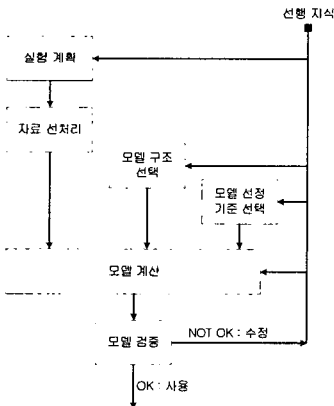 선행 지식
실험 계획
자료 선처리
모델 구조
선택
모델 선정
기준 선택
모델 계산
모델 검증
NOT OK : 수정
OK : 사용